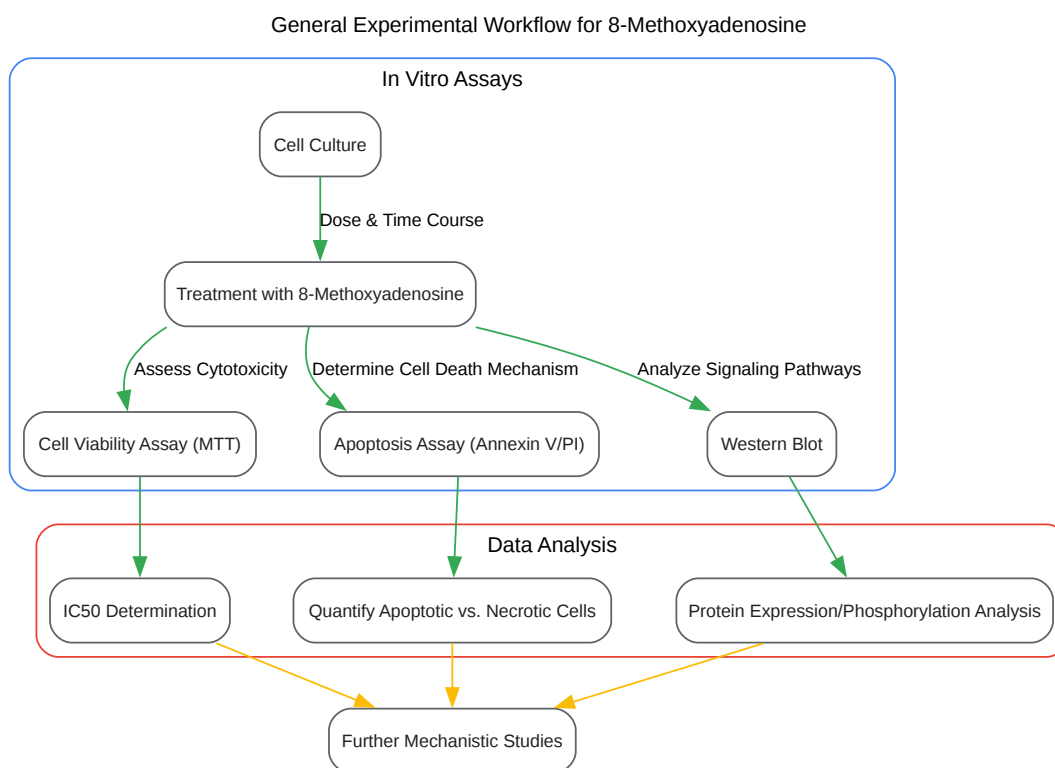 General Experimental Workflow for 8-Methoxyadenosine
In Vitro Assays
Cell Culture
Dose & Time Course
Treatment with 8-Methoxyadenosine
Assess Cytotoxicity
Determine Cell Death Mechanism
Analyze Signaling Pathways
Cell Viability Assay (MTT)
Apoptosis Assay (Annexin V/PI)
Western Blot
Data Analysis
IC50 Determination
Quantify Apoptotic vs. Necrotic Cells
Protein Expression/Phosphorylation Analysis
Further Mechanistic Studies